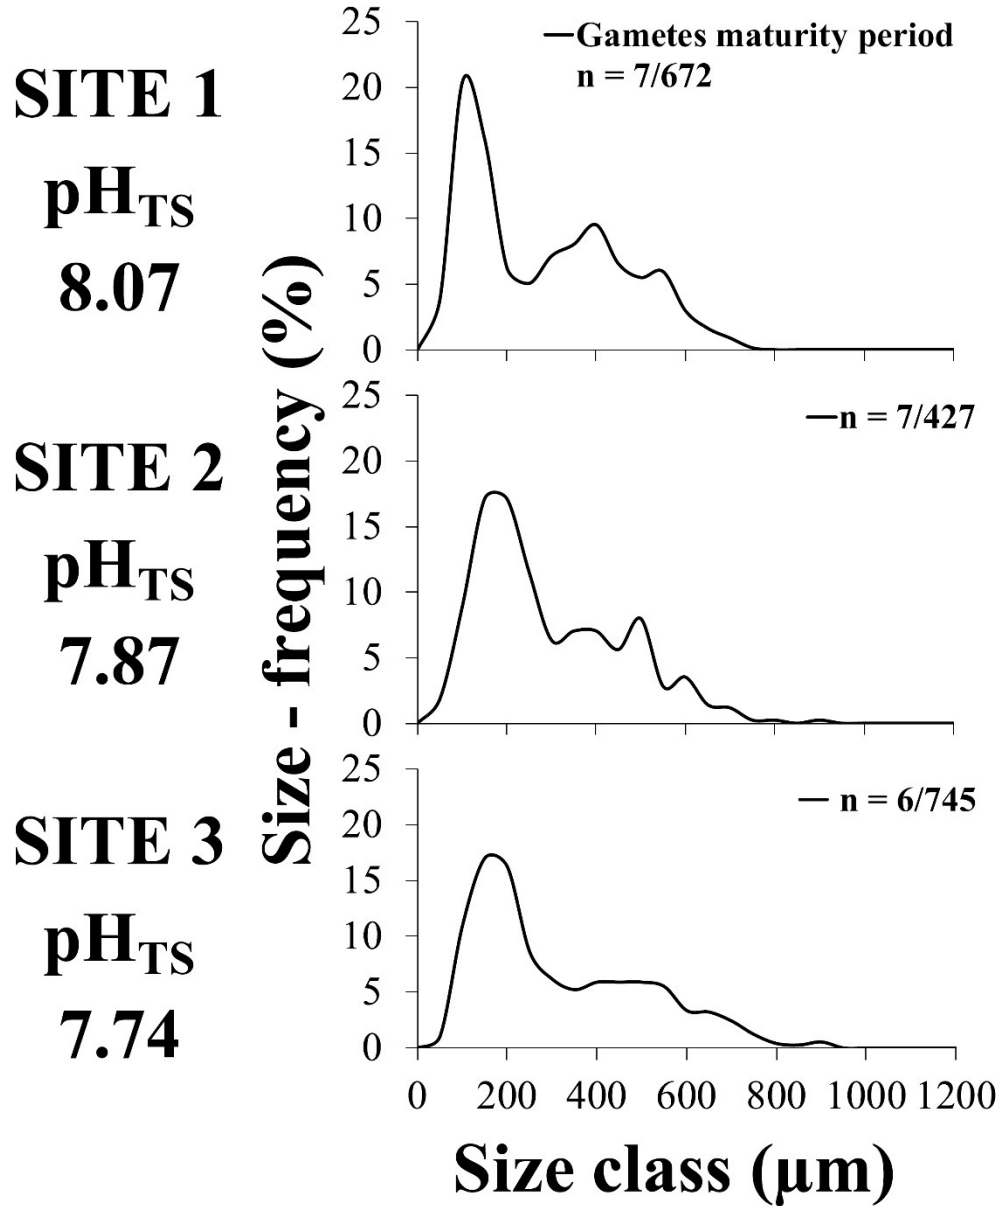 SITE 1
pHTS
8.07
SITE 2
pHTS
7.87
SITE 3
pHTS
7.74
Size - frequency (%)
25
20
15
10
5
0
Gametes maturity period
n = 7/672
25
20
15
10
5
0
n = 7/427
25
20
15
10
5
0
n = 6/745
0 200 400 600 800 1000 1200
Size class (µm)